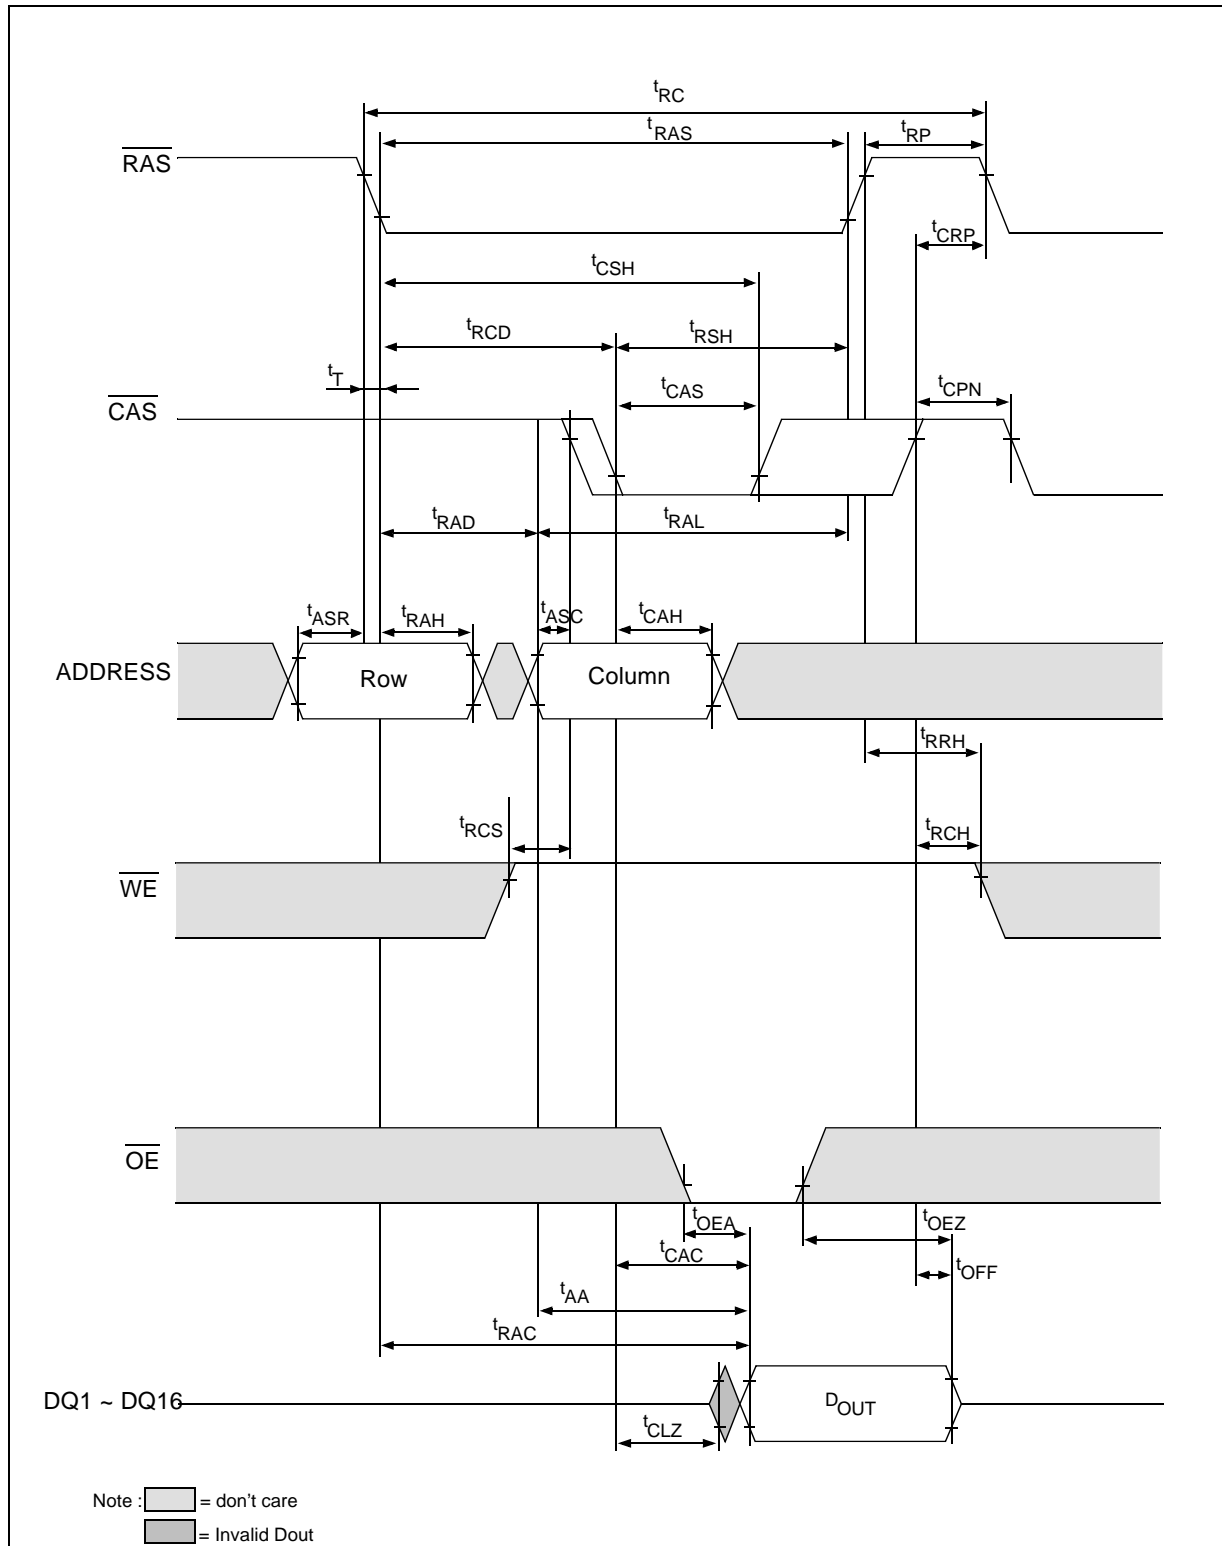 tRC
tRAS
tRP
RAS
tCRP
tCSH
tRCD
tRSH
tT
tCAS
tCPN
CAS
tRAD
tRAL
tASR
tRAH
tASC
tCAH
ADDRESS
Row
Column
tRRH
tRCS
tRCH
WE
OE
tOEA
tOEZ
tCAC
tOFF
tAA
tRAC
DQ1 ~ DQ16
DOUT
tCLZ
Note : = don't care
= Invalid Dout